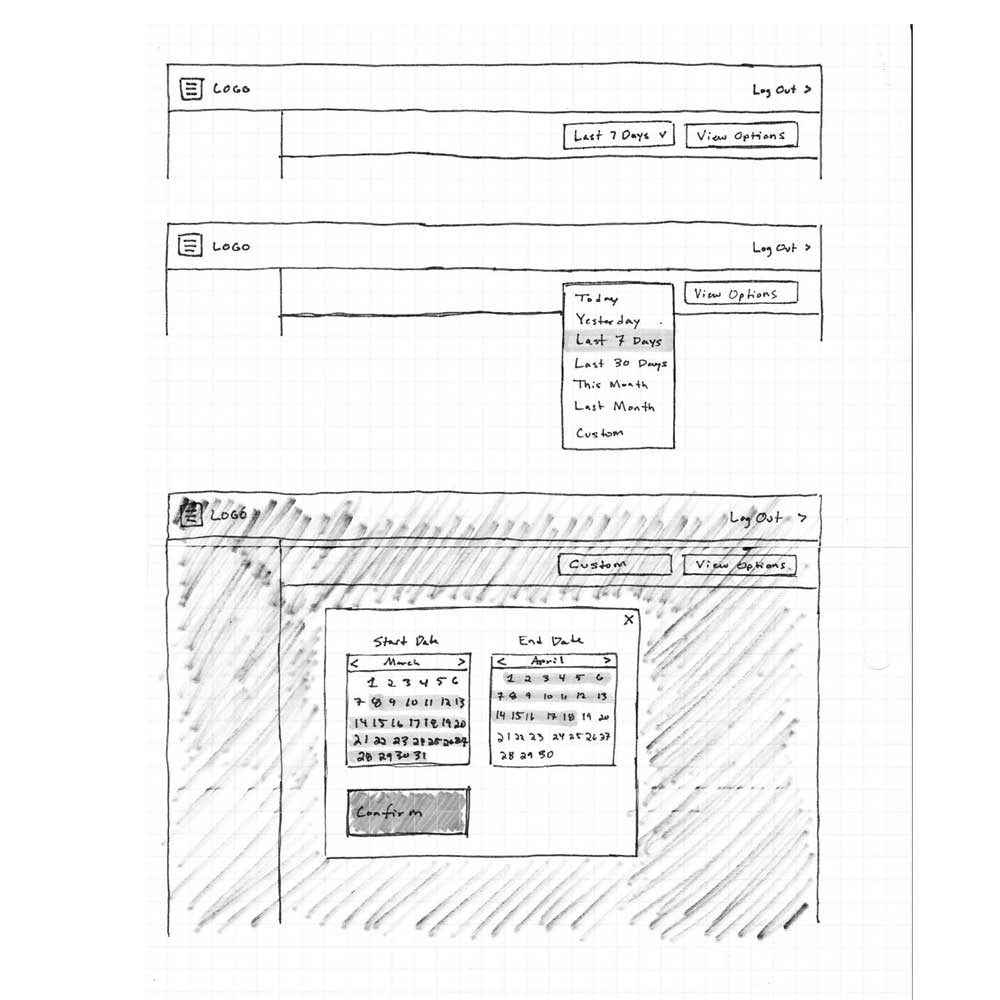 LOGO Log Out >
Last 7 Days v View Options
LOGO Log Out >
Today View Options
Yesterday
Last 7 Days
Last 30 Days
This Month
Last Month
Custom
LOGO Log Out >
Custom View Options
X
Start Date End Date
< March > < April >
1 2 3 4 5 6 1 2 3 4 5 6
7 8 9 10 11 12 13 7 8 9 10 11 12 13
14 15 16 17 18 19 20 14 15 16 17 18 19 20
21 22 23 24 25 26 27 21 22 23 24 25 26 27
28 29 30 31 28 29 30
Confirm